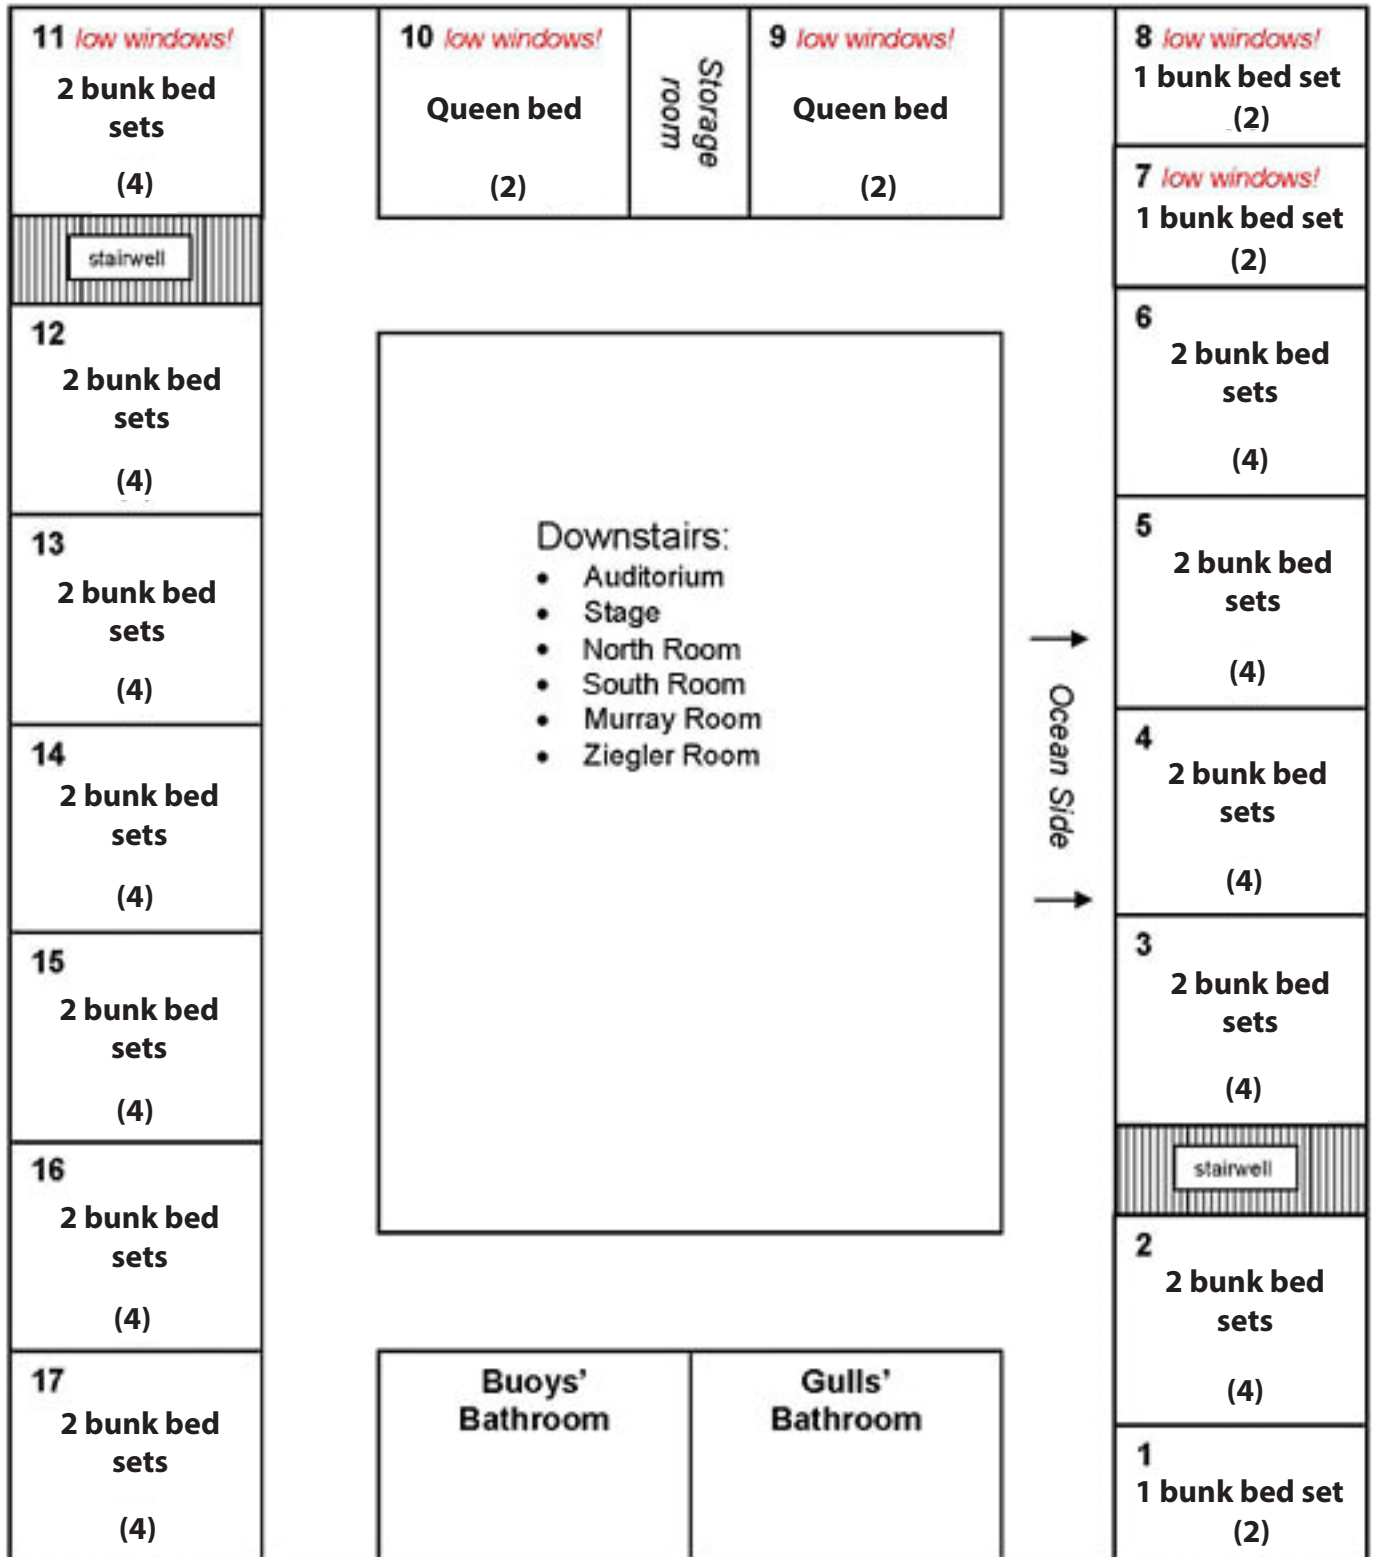 11 low windows!
2 bunk bed
sets
(4)
stairwell
12
2 bunk bed
sets
(4)
13
2 bunk bed
sets
(4)
14
2 bunk bed
sets
(4)
15
2 bunk bed
sets
(4)
16
2 bunk bed
sets
(4)
17
2 bunk bed
sets
(4)
10 low windows!
Queen bed
(2)
Storage
room
9 low windows!
Queen bed
(2)
Downstairs:
• Auditorium
• Stage
• North Room
• South Room
• Murray Room
• Ziegler Room
Buoys'
Bathroom
Gulls'
Bathroom
Ocean Side
8 low windows!
1 bunk bed set
(2)
7 low windows!
1 bunk bed set
(2)
6
2 bunk bed
sets
(4)
5
2 bunk bed
sets
(4)
4
2 bunk bed
sets
(4)
3
2 bunk bed
sets
(4)
stairwell
2
2 bunk bed
sets
(4)
1
1 bunk bed set
(2)